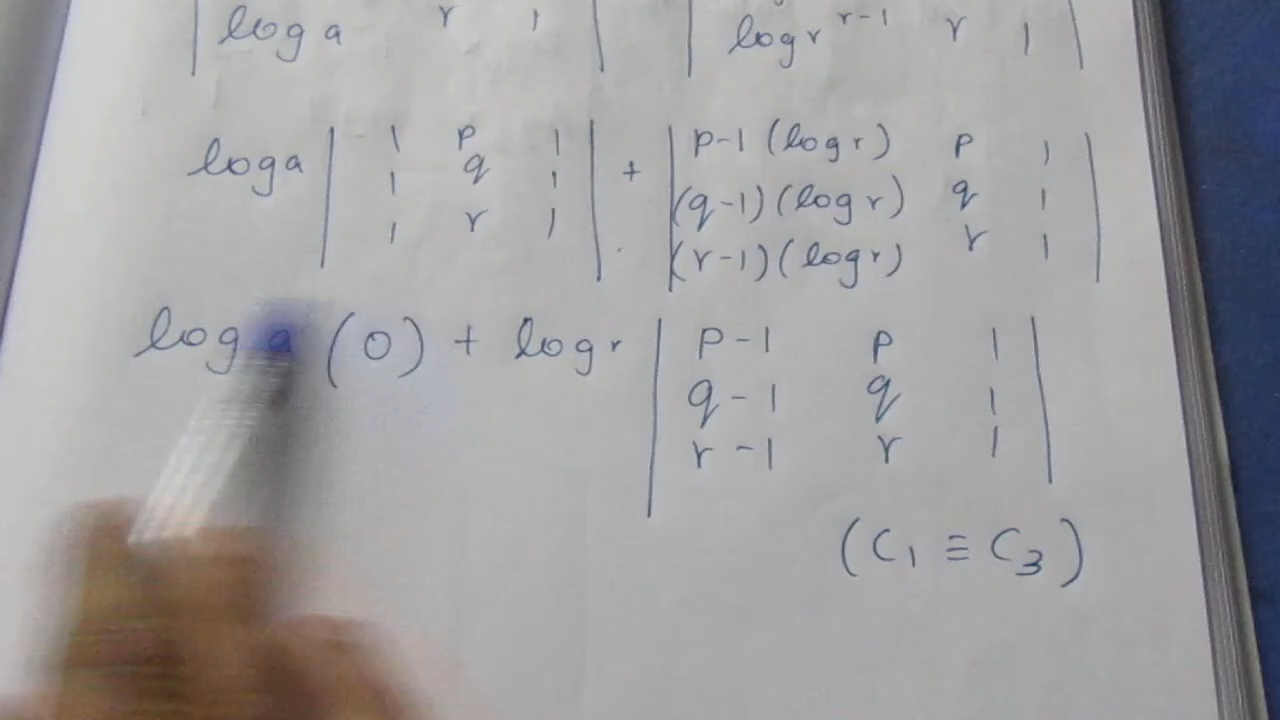 | log a r 1 | | log r^{r-1} r 1 |
log a | 1 p 1 | + | p-1 (log r) p 1 |
| 1 q 1 | | (q-1)(log r) q 1 |
| 1 r 1 | . | (r-1)(log r) r 1 |
log a (0) + log r | p-1 p 1 |
| q-1 q 1 |
| r-1 r 1 |
(C₁ ≡ C₃)